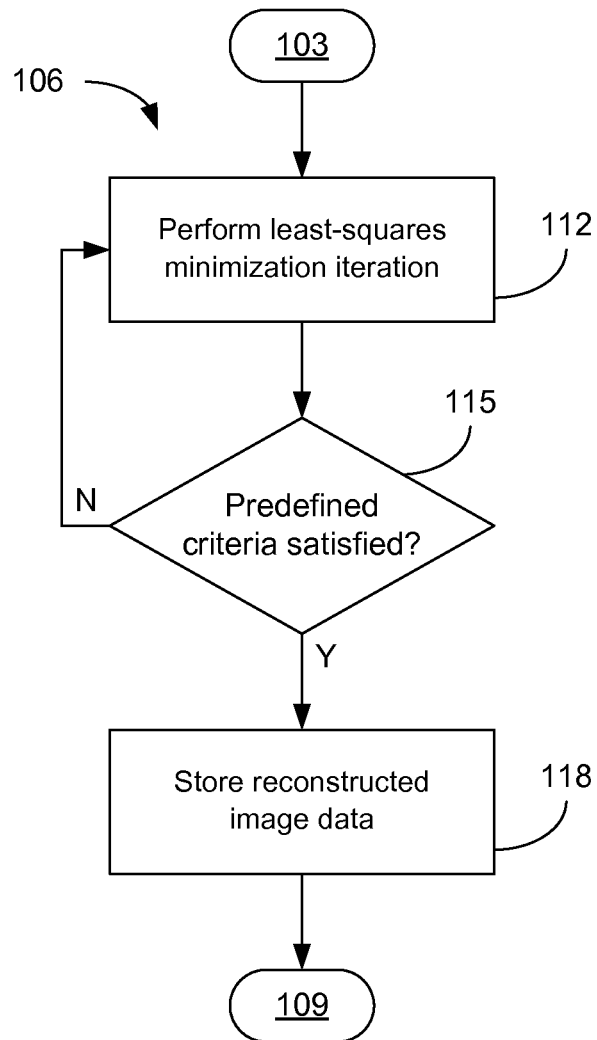 103
106
Perform least-squares
minimization iteration
112
115
Predefined
criteria satisfied?
N
Y
Store reconstructed
image data
118
109